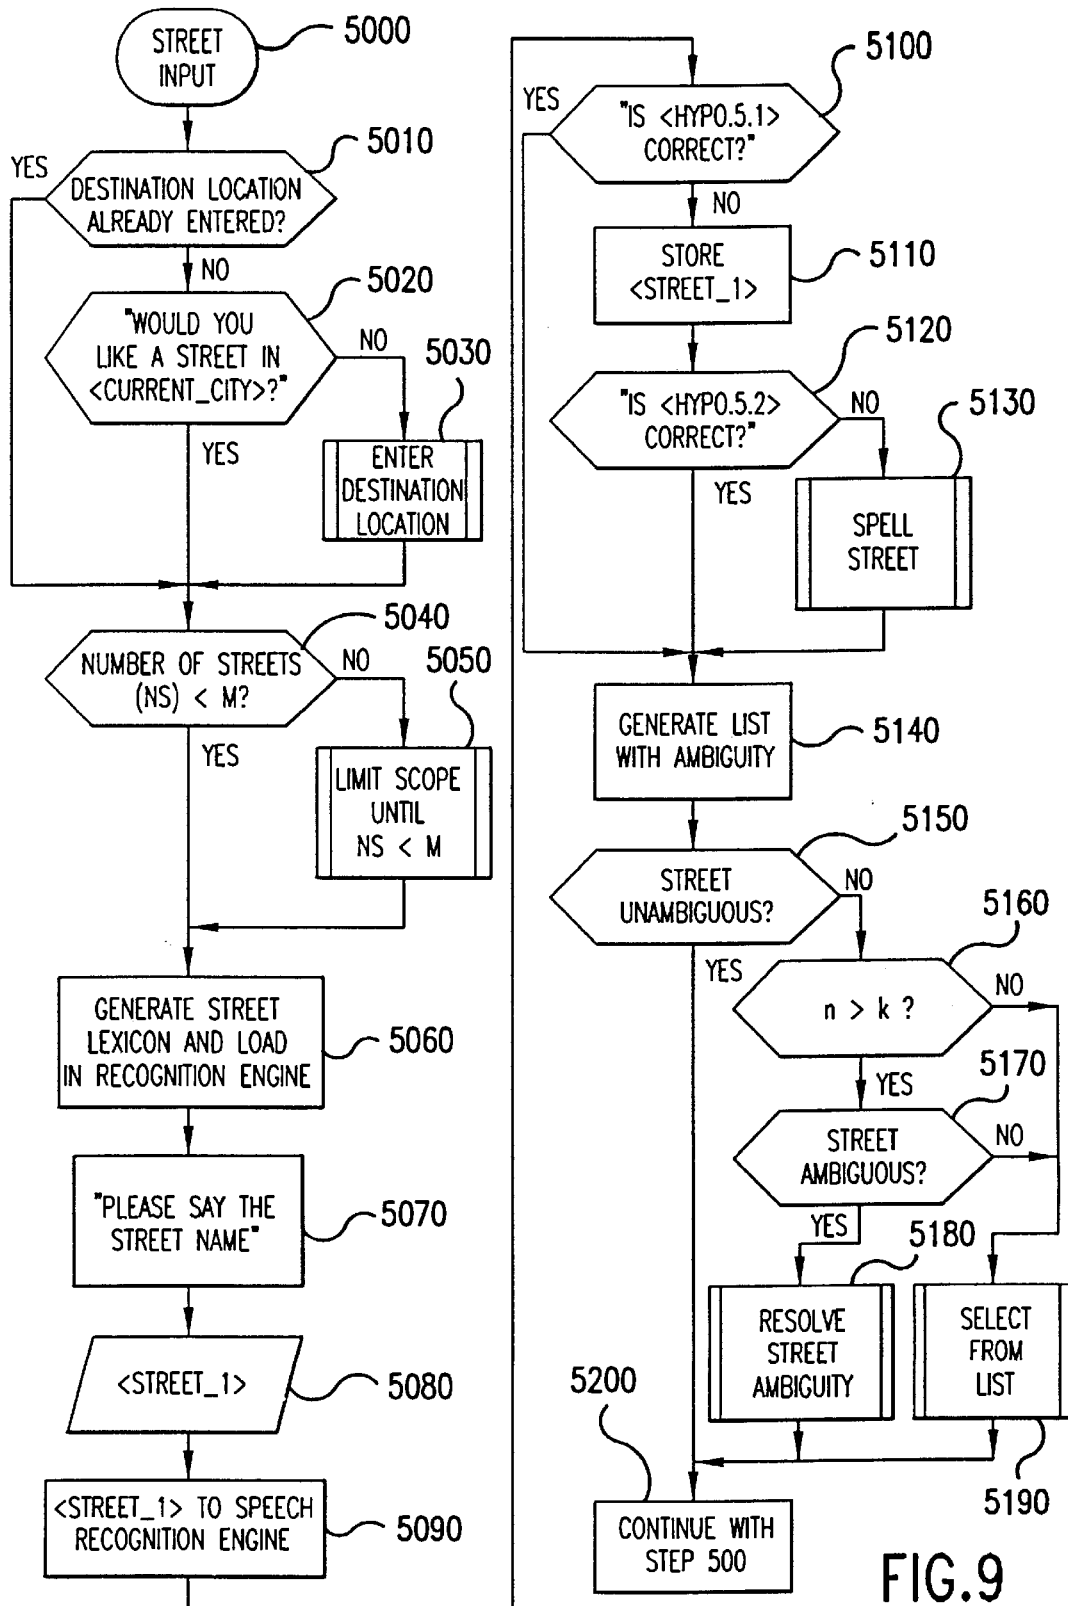 STREET
INPUT
5000
YES
DESTINATION LOCATION
ALREADY ENTERED?
5010
NO
"WOULD YOU
LIKE A STREET IN
<CURRENT_CITY>?"
5020
NO
YES
ENTER
DESTINATION
LOCATION
5030
NUMBER OF STREETS
(NS) < M?
5040
NO
YES
LIMIT SCOPE
UNTIL
NS < M
5050
GENERATE STREET
LEXICON AND LOAD
IN RECOGNITION ENGINE
5060
"PLEASE SAY THE
STREET NAME"
5070
<STREET_1>
5080
<STREET_1> TO SPEECH
RECOGNITION ENGINE
5090
YES
"IS <HYPO.5.1>
CORRECT?"
5100
NO
STORE
<STREET_1>
5110
"IS <HYPO.5.2>
CORRECT?"
5120
NO
YES
SPELL
STREET
5130
GENERATE LIST
WITH AMBIGUITY
5140
STREET
UNAMBIGUOUS?
5150
NO
YES
n > k ?
5160
NO
YES
STREET
AMBIGUOUS?
5170
NO
YES
RESOLVE
STREET
AMBIGUITY
5180
SELECT
FROM
LIST
5190
CONTINUE WITH
STEP 500
5200
FIG.9